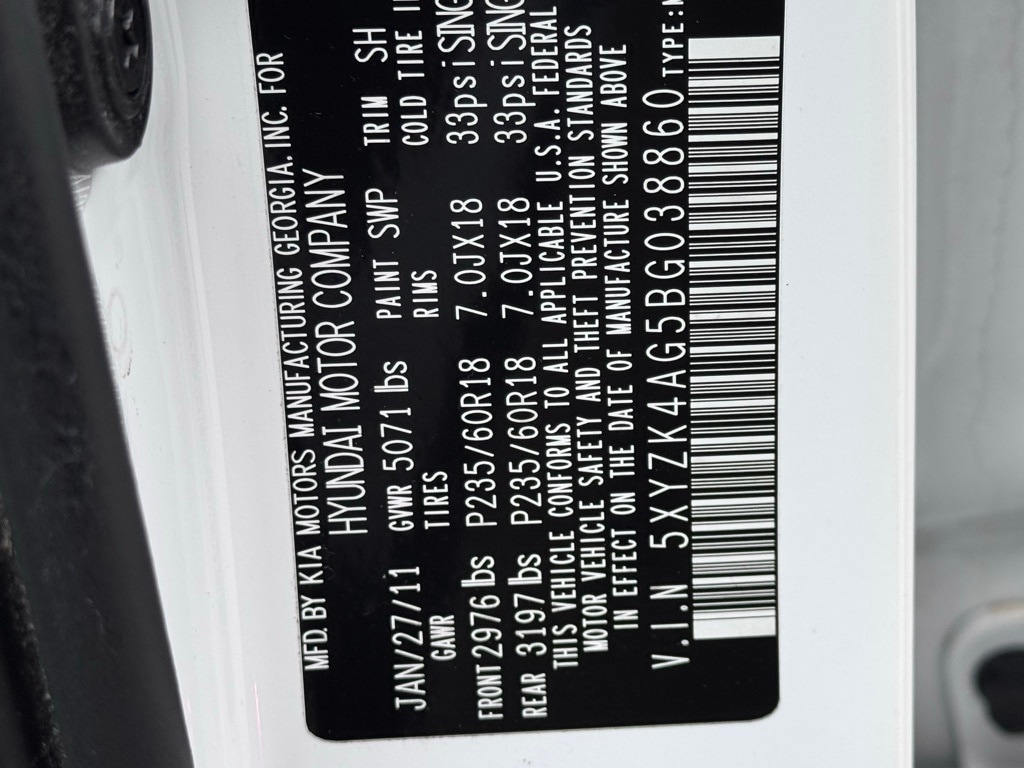 MFD. BY KIA MOTORS MANUFACTURING GEORGIA. INC. FOR
HYUNDAI MOTOR COMPANY
JAN/27/11 GVWR 5071 lbs PAINT SWP TRIM SH
GAWR TIRES RIMS COLD TIRE
FRONT 2976 lbs P235/60R18 7.0JX18 33psi SING
REAR 3197 lbs P235/60R18 7.0JX18 33psi SING
THIS VEHICLE CONFORMS TO ALL APPLICABLE U.S.A. FEDERAL
MOTOR VEHICLE SAFETY AND THEFT PREVENTION STANDARDS
IN EFFECT ON THE DATE OF MANUFACTURE SHOWN ABOVE
V.I.N 5XYZK4AG5BG038860 TYPE: